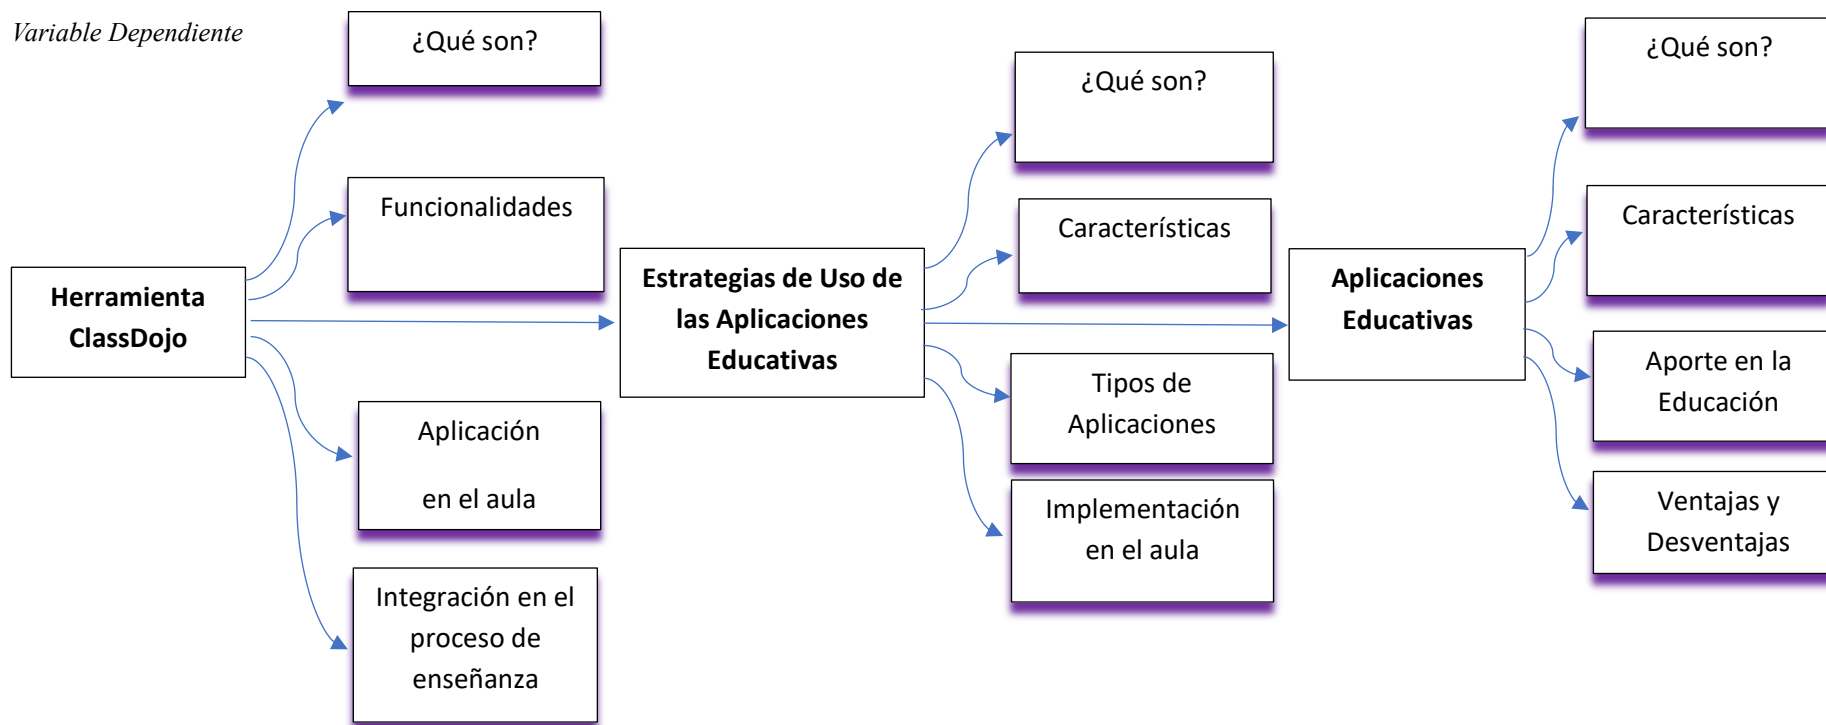 Variable Dependiente
¿Qué son?
Funcionalidades
Herramienta
ClassDojo
Aplicación
en el aula
Integración en el
proceso de
enseñanza
¿Qué son?
Características
Estrategias de Uso de
las Aplicaciones
Educativas
Tipos de
Aplicaciones
Implementación
en el aula
¿Qué son?
Características
Aplicaciones
Educativas
Aporte en la
Educación
Ventajas y
Desventajas